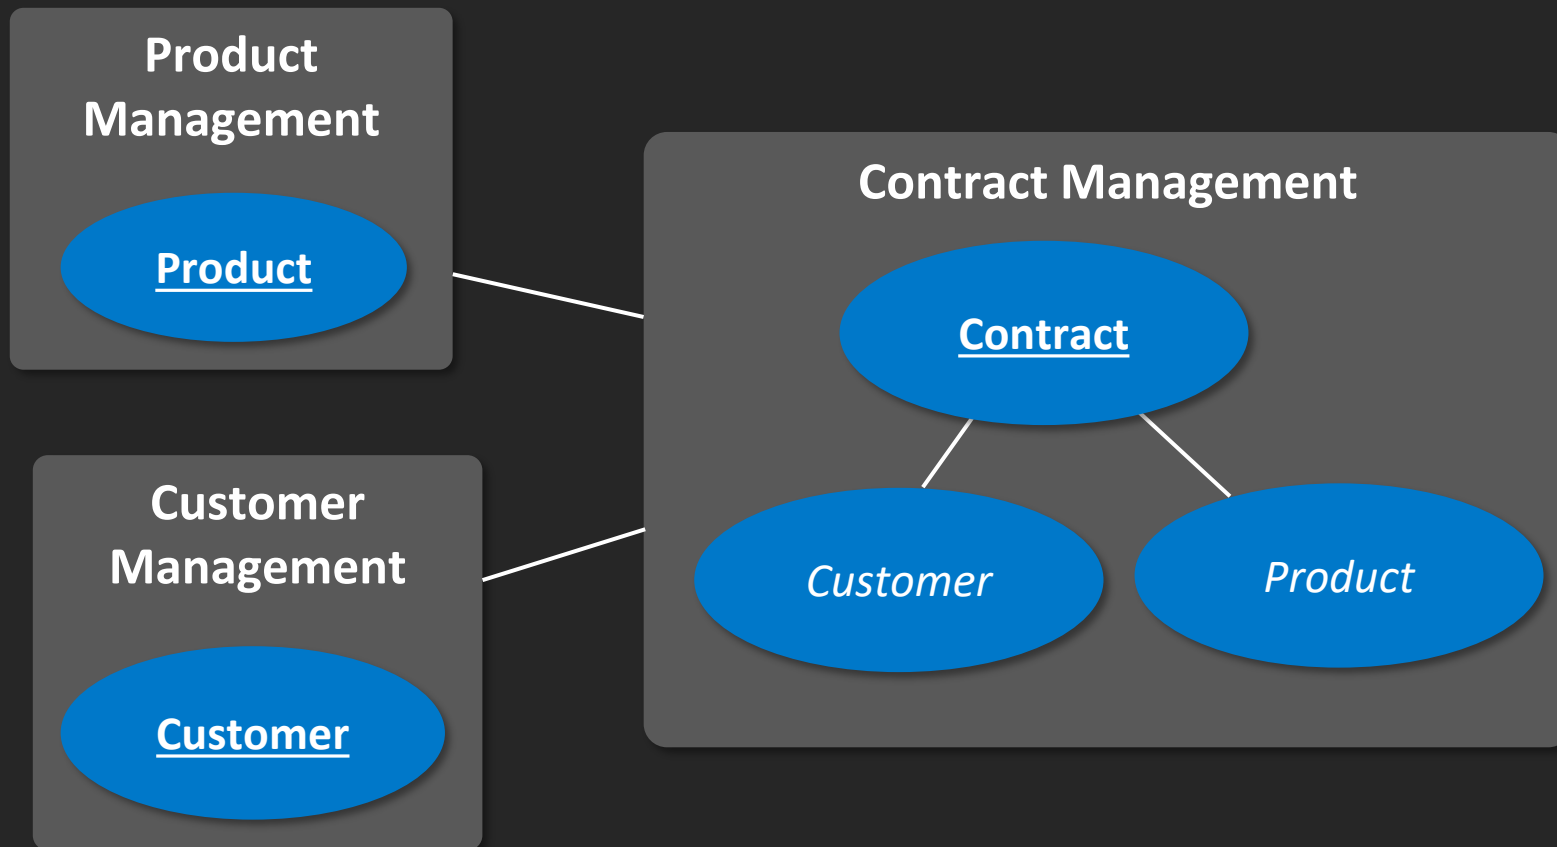 Product
Management
Product
Contract Management
Contract
Customer
Product
Customer
Management
Customer